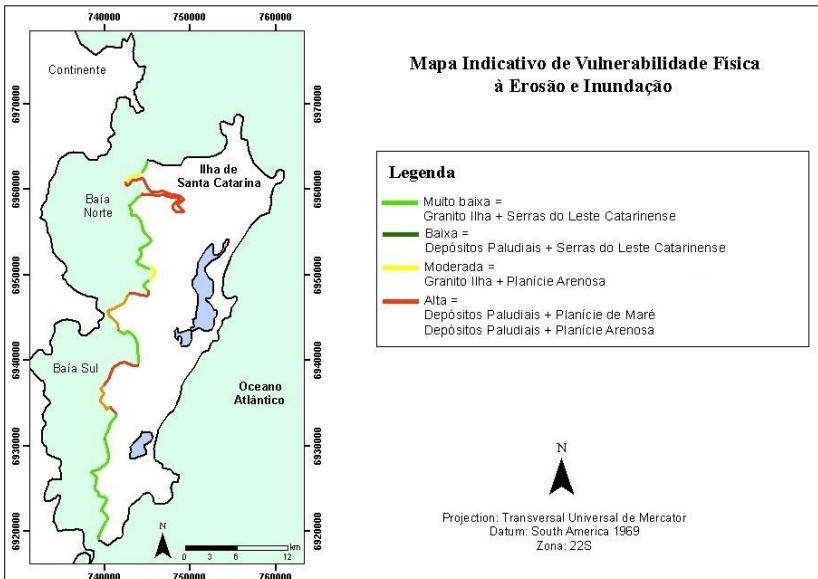 Mapa Indicativo de Vulnerabilidade Física
à Erosão e Inundação
740000 750000 760000
Continente
Ilha de
Santa Catarina
Baía
Norte
Baía Sul
Oceano
Atlântico
6970000
6960000
6950000
6940000
6930000
6920000
6970000
6960000
6950000
6940000
6930000
6920000
N
0 3 6 12
km
740000 750000 760000
Legenda
Muito baixa =
Granito Ilha + Serras do Leste Catarinense
Baixa =
Depósitos Paludiais + Serras do Leste Catarinense
Moderada =
Granito Ilha + Planície Arenosa
Alta =
Depósitos Paludiais + Planície de Maré
Depósitos Paludiais + Planície Arenosa
N
Projection: Transversal Universal de Mercator
Datum: South America 1969
Zona: 22S